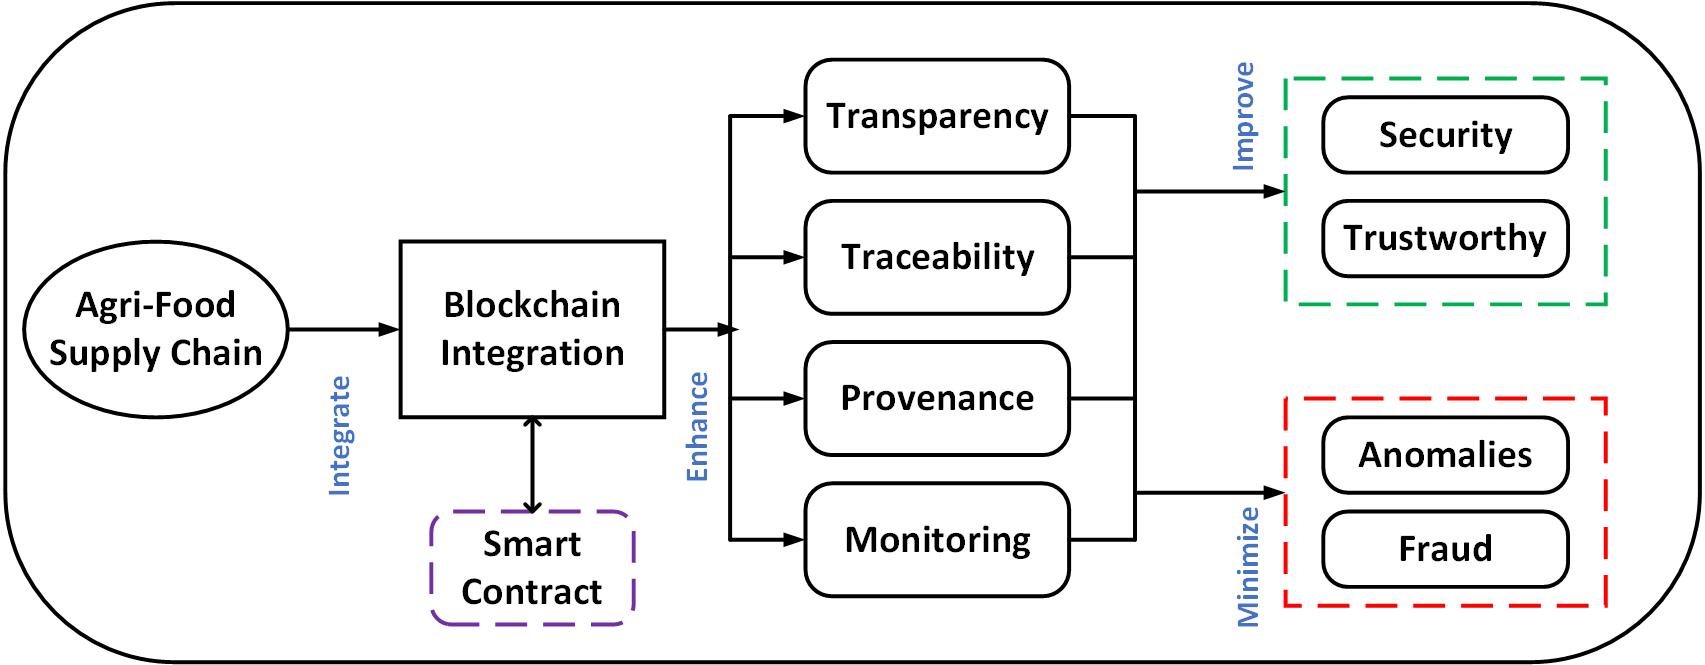 Agri-Food
Supply Chain
Integrate
Blockchain
Integration
Smart
Contract
Enhance
Transparency
Traceability
Provenance
Monitoring
Improve
Security
Trustworthy
Minimize
Anomalies
Fraud